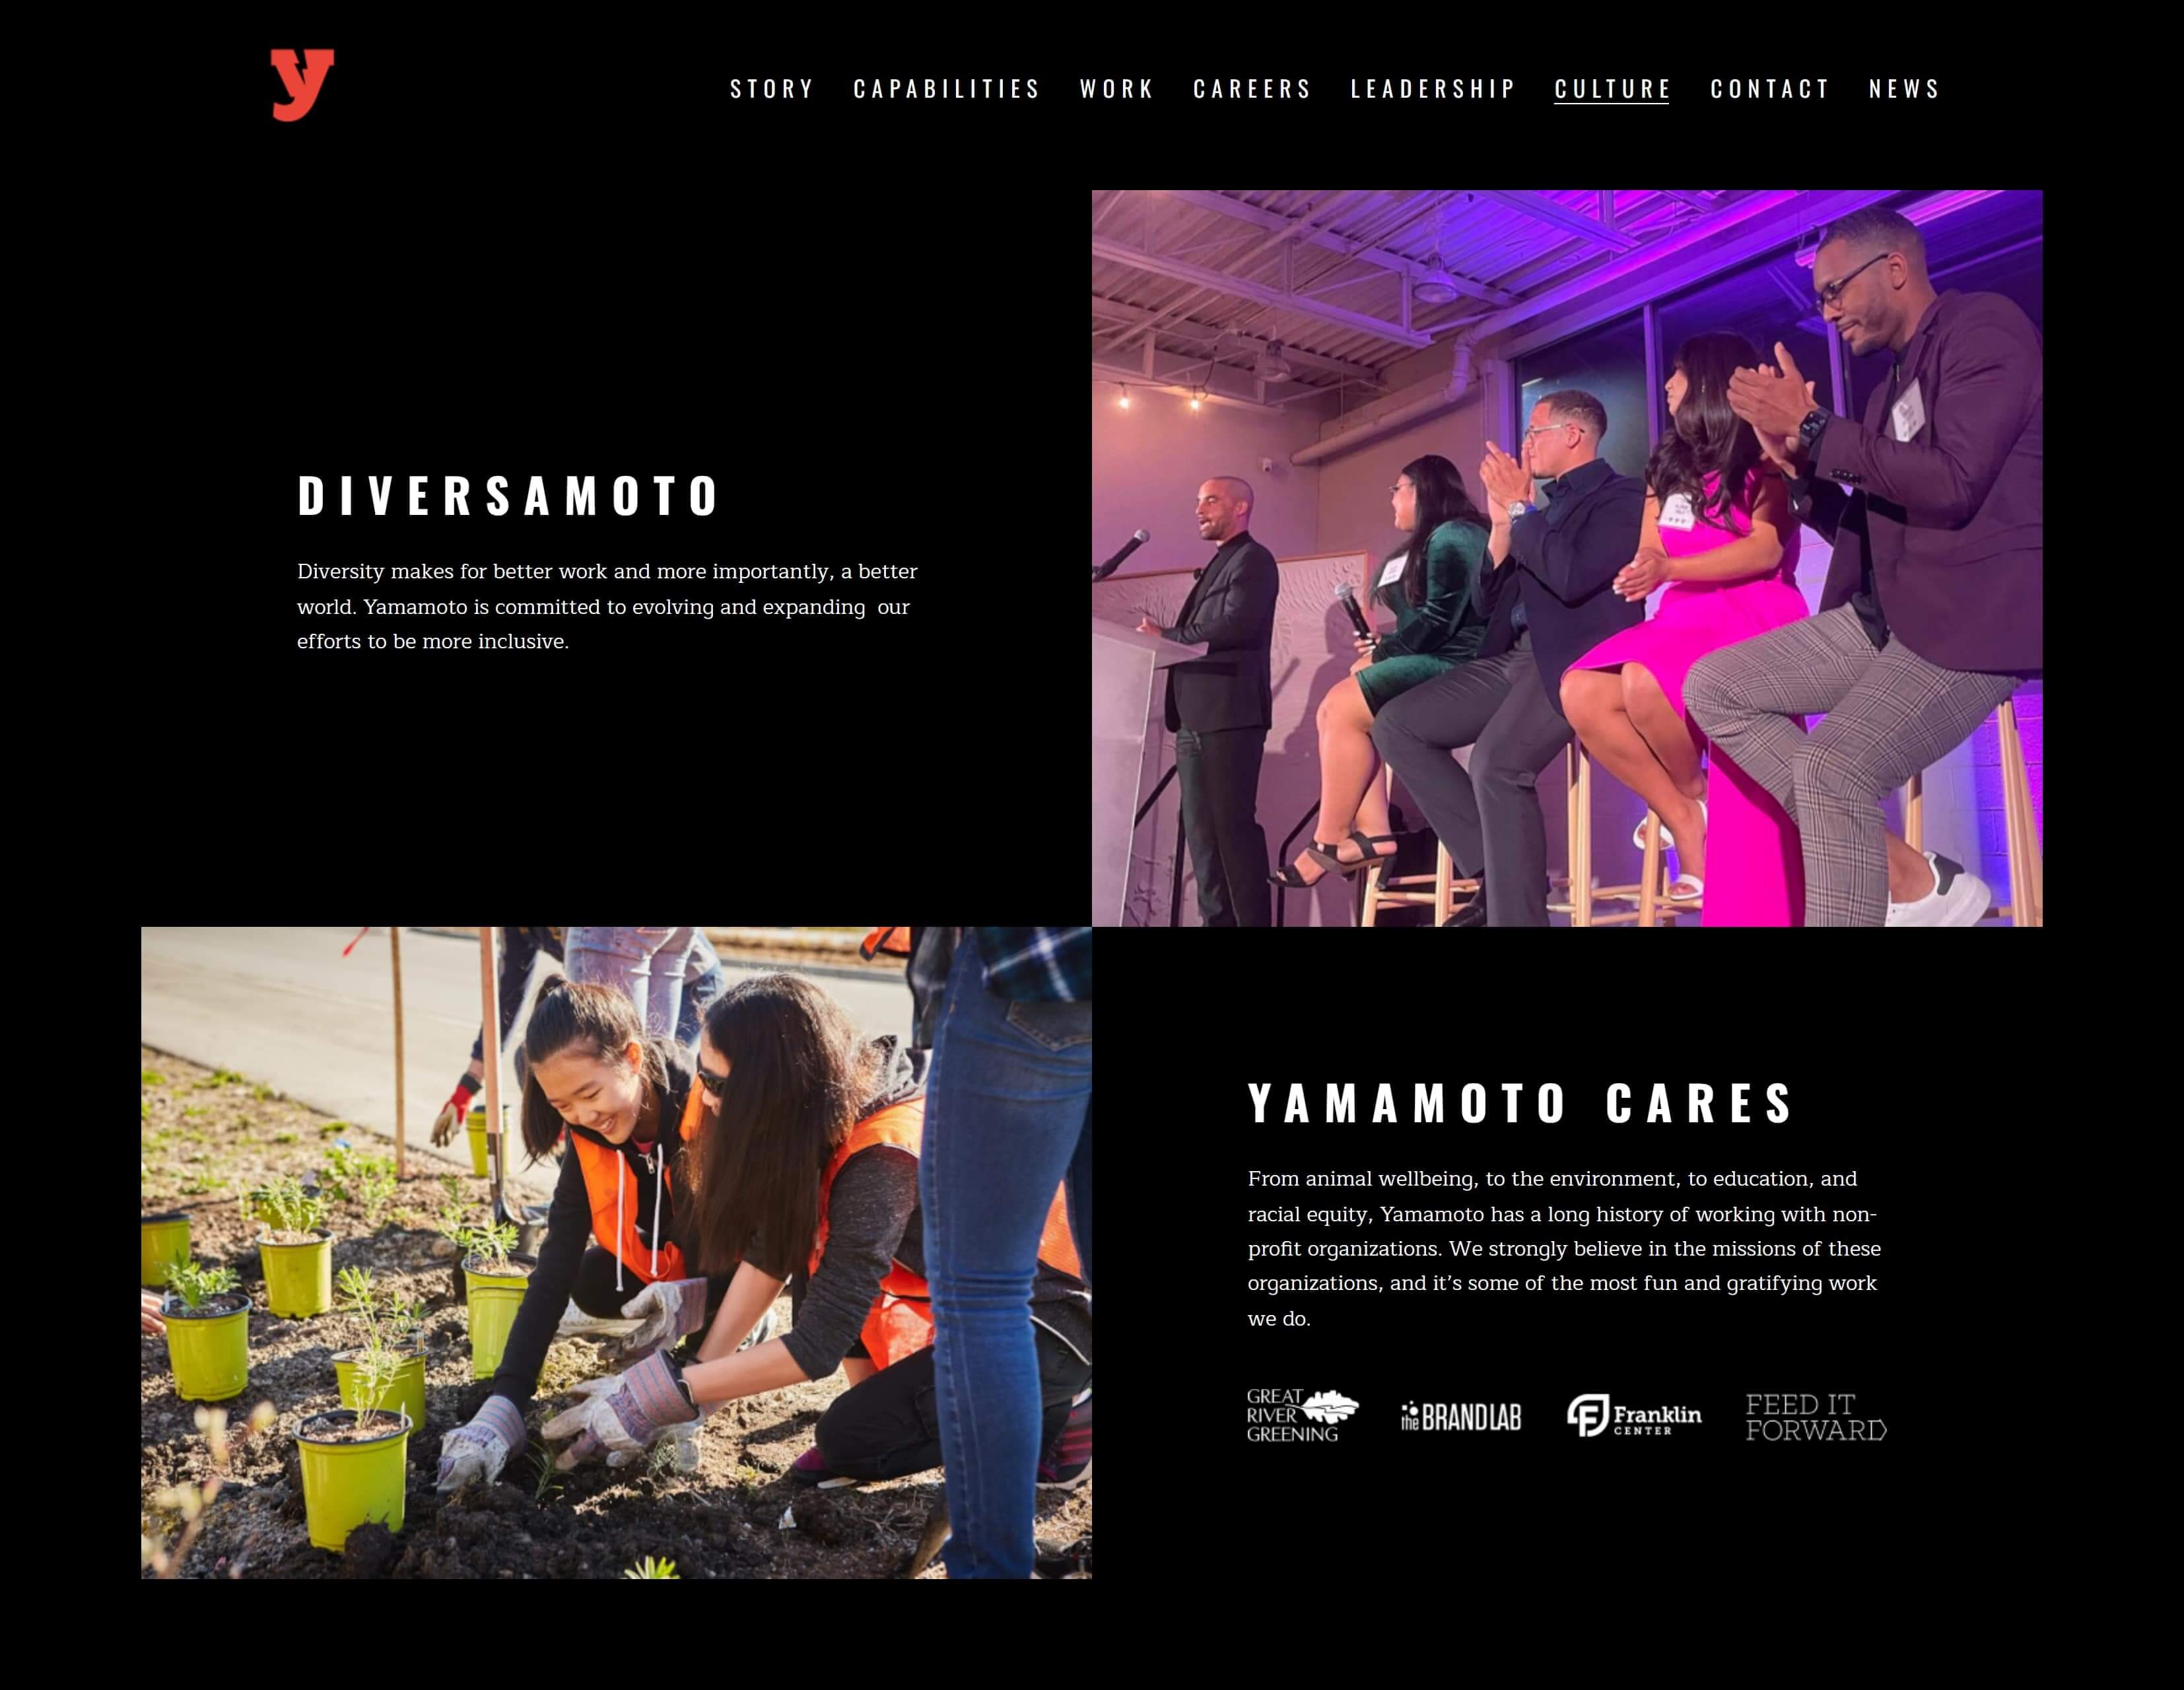 y
STORY CAPABILITIES WORK CAREERS LEADERSHIP CULTURE CONTACT NEWS
DIVERSAMOTO
Diversity makes for better work and more importantly, a better
world. Yamamoto is committed to evolving and expanding  our
efforts to be more inclusive.
YAMAMOTO CARES
From animal wellbeing, to the environment, to education, and
racial equity, Yamamoto has a long history of working with non-
profit organizations. We strongly believe in the missions of these
organizations, and it’s some of the most fun and gratifying work
we do.
GREAT
RIVER
GREENING
the BRANDLAB
Franklin
CENTER
FEED IT
FORWARD